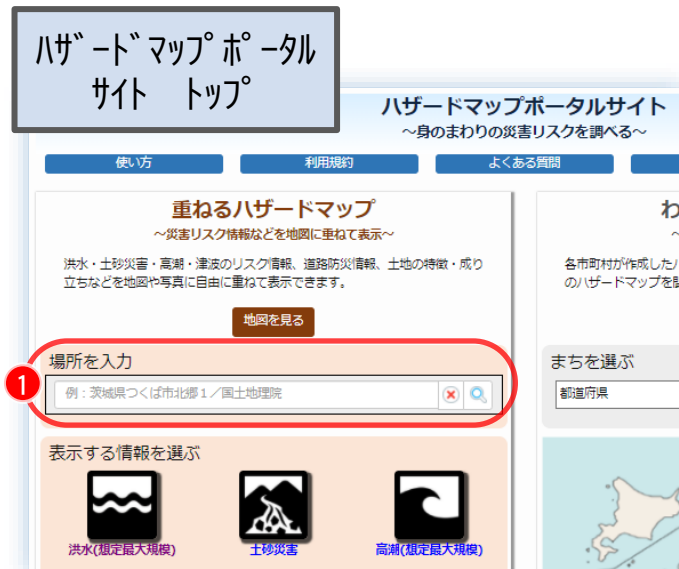 ハザードマップポータル
サイト　トップ
ハザードマップポータルサイト
～身のまわりの災害リスクを調べる～
使い方
利用規約
よくある質問
重ねるハザードマップ
～災害リスク情報などを地図に重ねて表示～
洪水・土砂災害・高潮・津波のリスク情報、道路防災情報、土地の特徴・成り
立ちなどを地図や写真に自由に重ねて表示できます。
地図を見る
1
場所を入力
例：茨城県つくば市北郷１／国土地理院
表示する情報を選ぶ
洪水(想定最大規模)
土砂災害
高潮(想定最大規模)
わ
～
各市町村が作成した
のハザードマップを
まちを選ぶ
都道府県